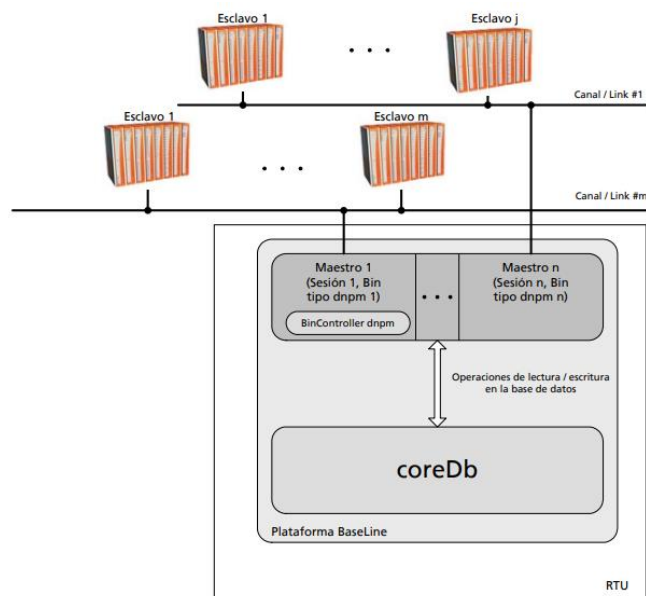 Esclavo 1
Esclavo j
Canal / Link #1
Esclavo 1
Esclavo m
Canal / Link #m
Maestro 1
(Sesión 1, Bin
tipo dnpm 1)
BinController dnpm
Maestro n
(Sesión n, Bin
tipo dnpm n)
Operaciones de lectura / escritura
en la base de datos
coreDb
Plataforma BaseLine
RTU